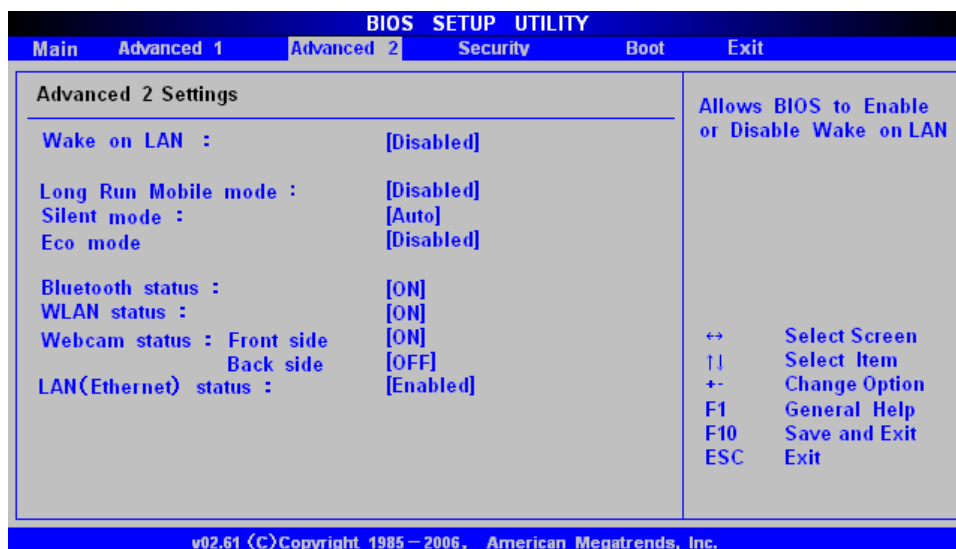 BIOS SETUP UTILITY
Main Advanced 1 Advanced 2 Security Boot Exit
Advanced 2 Settings
Wake on LAN : [Disabled]
Long Run Mobile mode : [Disabled]
Silent mode : [Auto]
Eco mode [Disabled]
Bluetooth status : [ON]
WLAN status : [ON]
Webcam status : Front side [ON]
Back side [OFF]
LAN(Ethernet) status : [Enabled]
Allows BIOS to Enable
or Disable Wake on LAN
↔ Select Screen
↑↓ Select Item
+- Change Option
F1 General Help
F10 Save and Exit
ESC Exit
v02.61 (C)Copyright 1985-2006, American Megatrends, Inc.